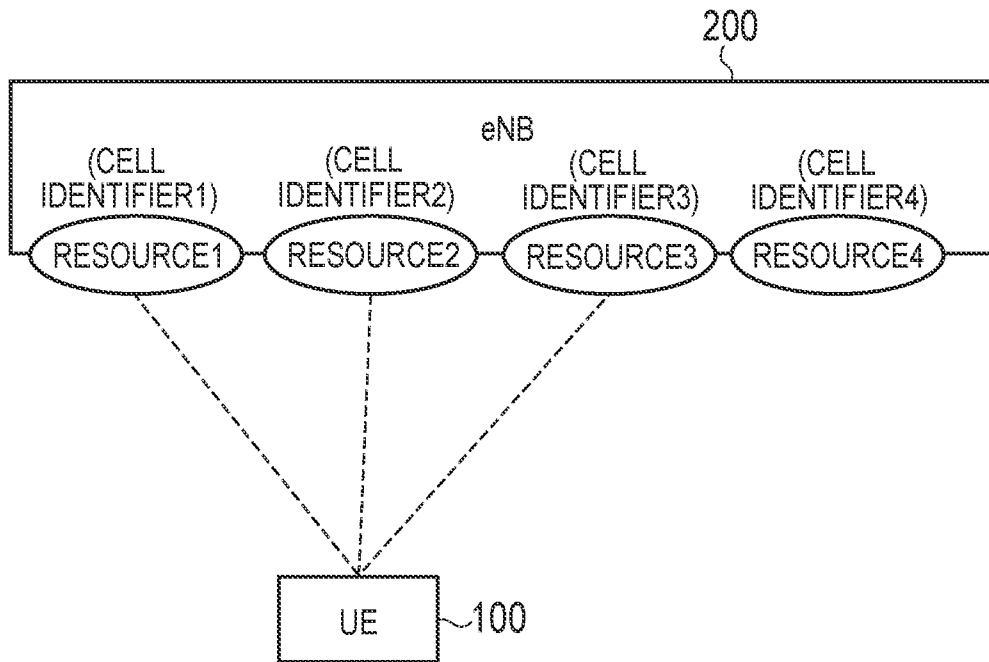 200
eNB
(CELL
IDENTIFIER1)
(CELL
IDENTIFIER2)
(CELL
IDENTIFIER3)
(CELL
IDENTIFIER4)
RESOURCE1
RESOURCE2
RESOURCE3
RESOURCE4
UE
100